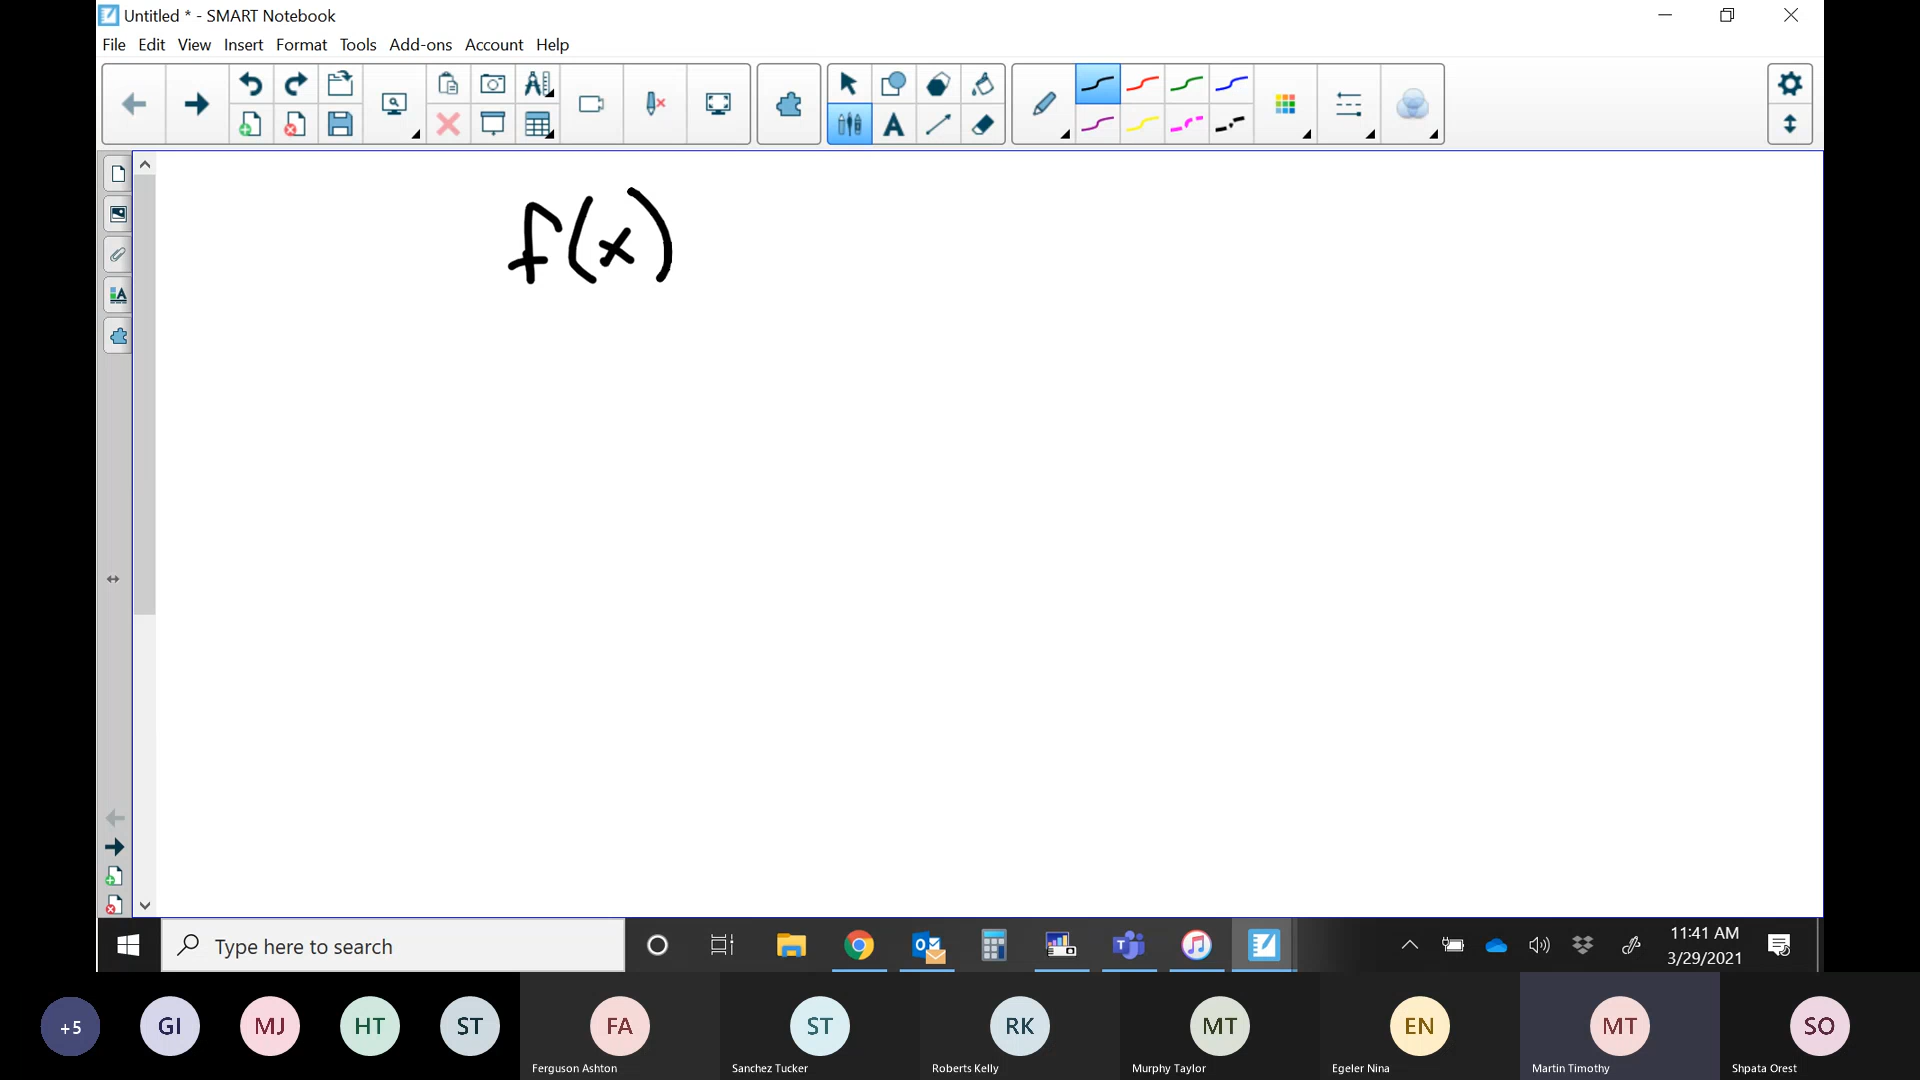 Untitled * - SMART Notebook
File Edit View Insert Format Tools Add-ons Account Help
f(x)
Type here to search
11:41 AM
3/29/2021
+5 GI MJ HT ST FA ST RK MT EN MT SO
Ferguson Ashton Sanchez Tucker Roberts Kelly Murphy Taylor Egeler Nina Martin Timothy Shpata Orest